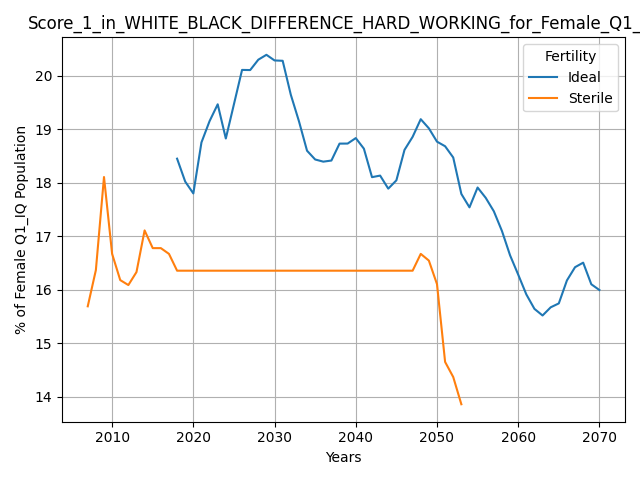 Score_1_in_WHITE_BLACK_DIFFERENCE_HARD_WORKING_for_Female_Q1_
Fertility
Ideal
Sterile
% of Female Q1_IQ Population
20
19
18
17
16
15
14
2010
2020
2030
2040
2050
2060
2070
Years